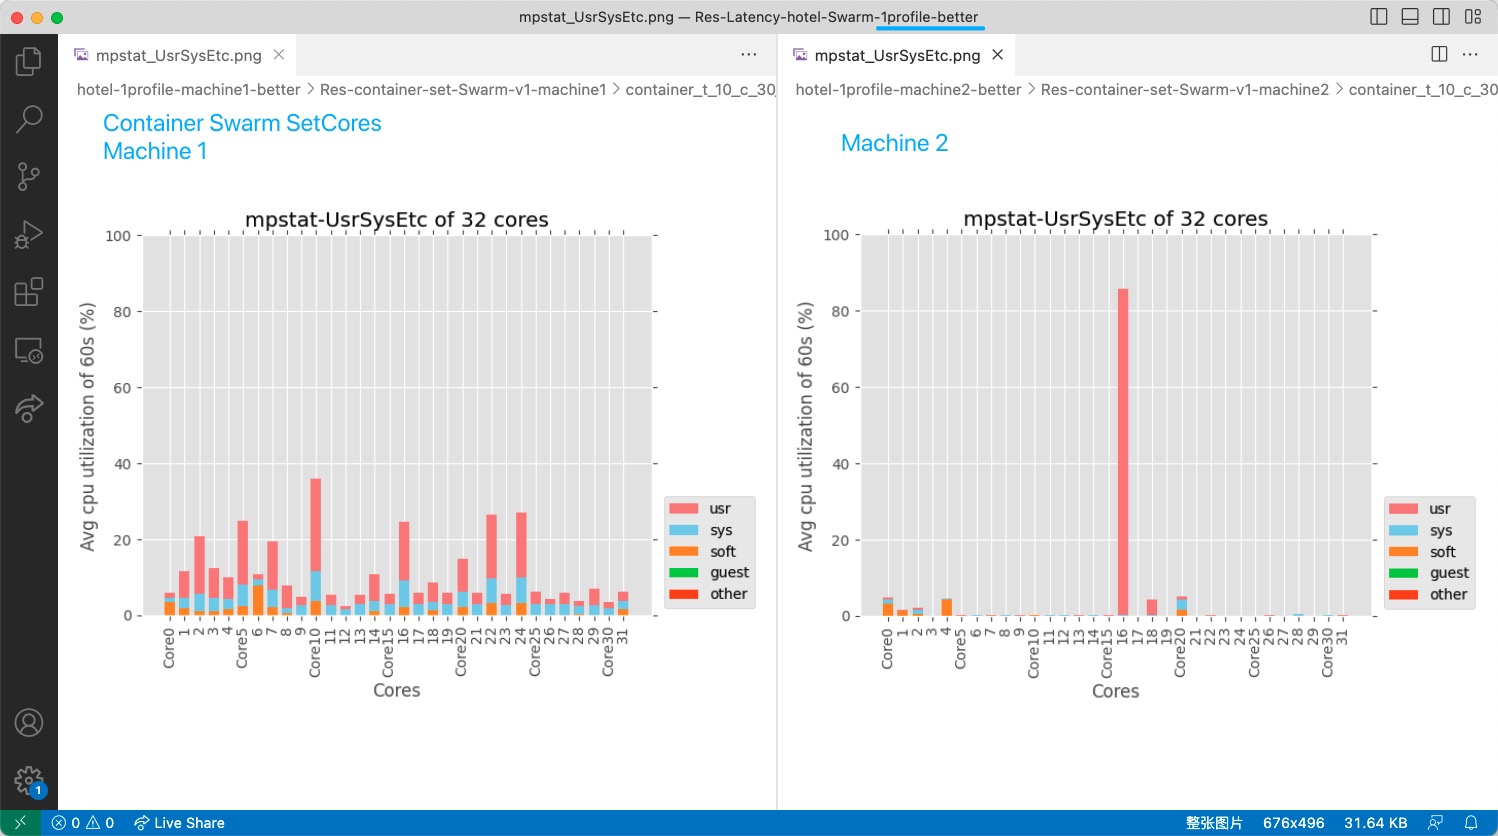 mpstat_UsrSysEtc.png — Res-Latency-hotel-Swarm-1profile-better
mpstat_UsrSysEtc.png
hotel-1profile-machine1-better > Res-container-set-Swarm-v1-machine1 > container_t_10_c_30_
Container Swarm SetCores
Machine 1
mpstat-UsrSysEtc of 32 cores
100
80
60
40
20
0
Avg cpu utilization of 60s (%)
Core0
1
2
3
4
Core5
6
7
8
9
Core10
11
12
13
14
Core15
16
17
18
19
Core20
21
22
23
24
Core25
26
27
28
29
Core30
31
Cores
usr
sys
soft
guest
other
mpstat_UsrSysEtc.png
hotel-1profile-machine2-better > Res-container-set-Swarm-v1-machine2 > container_t_10_c_30
Machine 2
mpstat-UsrSysEtc of 32 cores
100
80
60
40
20
0
Avg cpu utilization of 60s (%)
Core0
1
2
3
4
Core5
6
7
8
9
Core10
11
12
13
14
Core15
16
17
18
19
Core20
21
22
23
24
Core25
26
27
28
29
Core30
31
Cores
usr
sys
soft
guest
other
1
0 0 Live Share
整张图片 676x496 31.64 KB